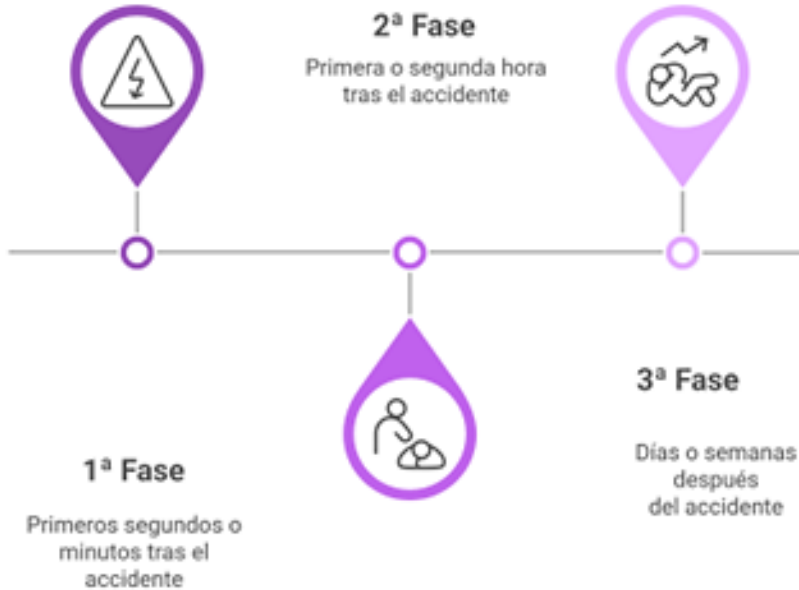 1ª Fase
Primeros segundos o
minutos tras el
accidente
2ª Fase
Primera o segunda hora
tras el accidente
3ª Fase
Días o semanas
después
del accidente